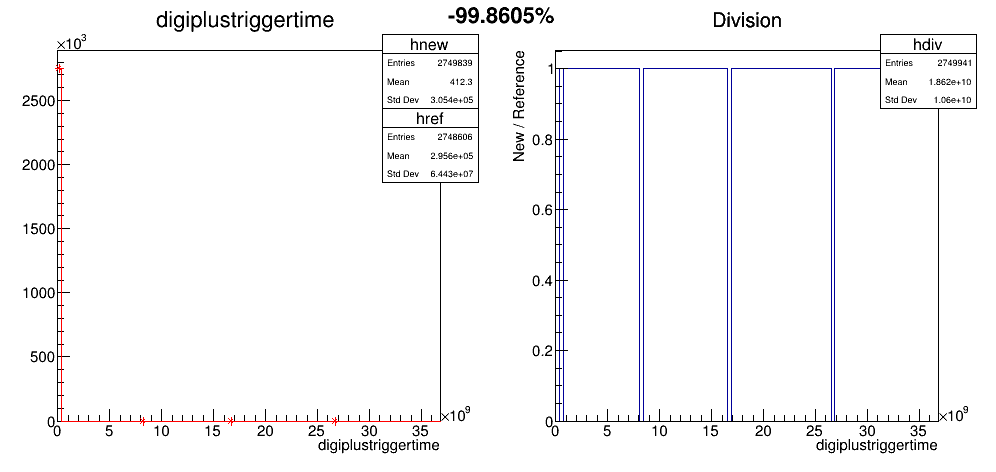 -99.8605%
digiplustriggertime
×10³
hnew
Entries 2749839
Mean 412.3
Std Dev 3.054e+05
href
Entries 2748606
Mean 2.956e+05
Std Dev 6.443e+07
2500
2000
1500
1000
500
0
0 5 10 15 20 25 30 35
×10⁹
digiplustriggertime
Division
hdiv
Entries 2749941
Mean 1.862e+10
Std Dev 1.06e+10
New / Reference
1
0.8
0.6
0.4
0.2
0
0 5 10 15 20 25 30 35
×10⁹
digiplustriggertime